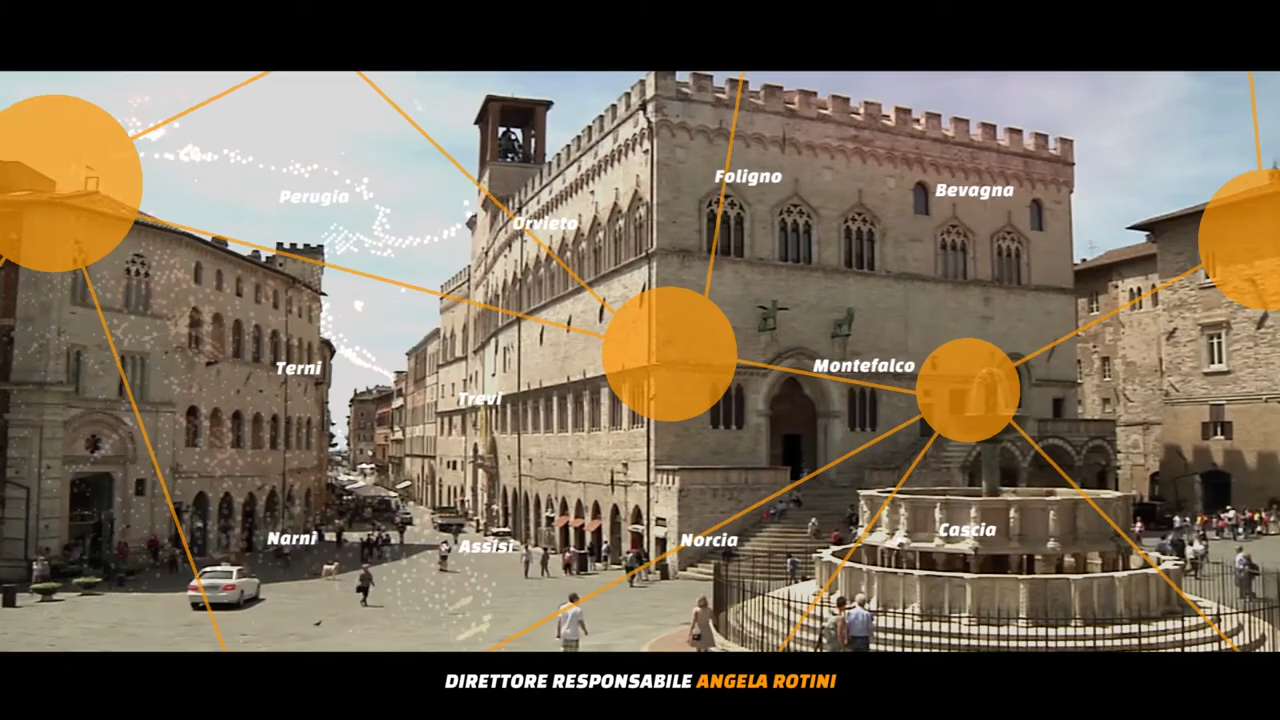 Perugia
Orvieto
Foligno
Bevagna
Terni
Trevi
Montefalco
Narni
Assisi
Norcia
Cascia
DIRETTORE RESPONSABILE ANGELA ROTINI